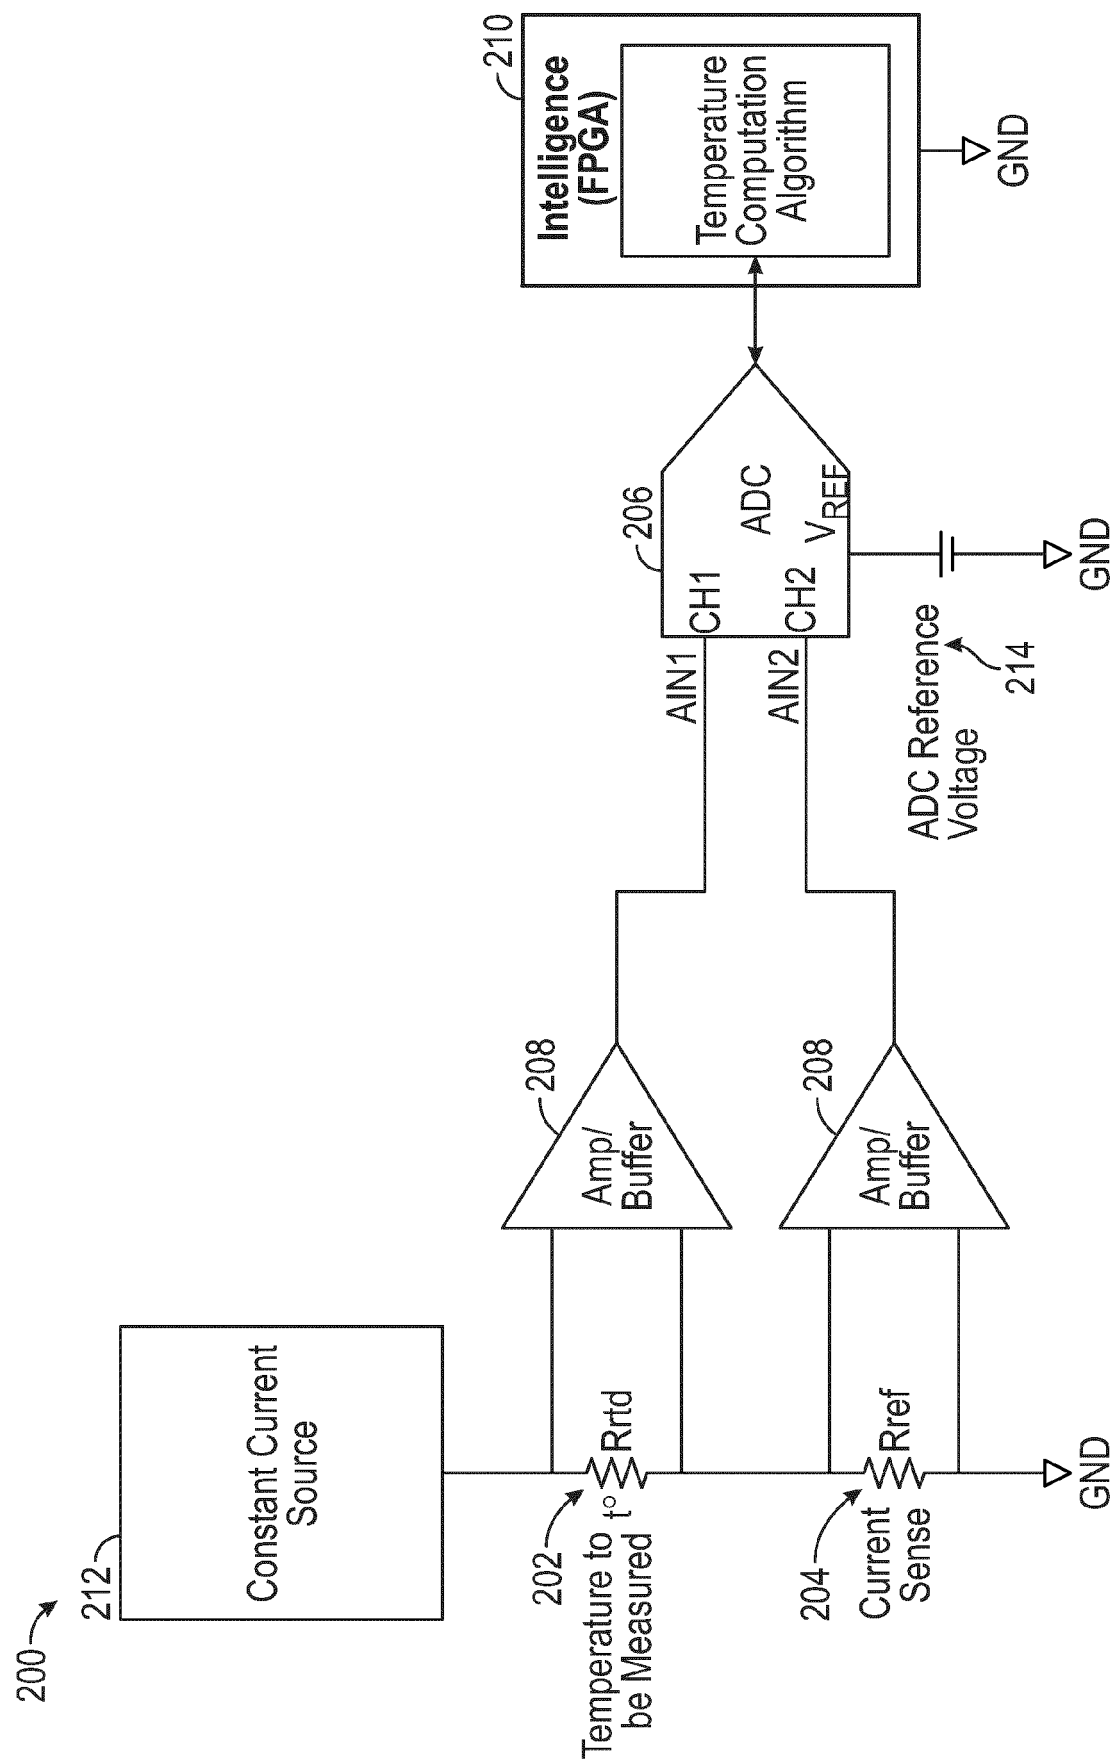 200
212
Constant Current
Source
202
Temperature to
be Measured
t°
Rrtd
204
Current
Sense
Rref
GND
208
Amp/
Buffer
208
Amp/
Buffer
AIN1
AIN2
206
CH1
CH2
ADC
VREF
ADC Reference
Voltage
214
GND
210
Intelligence
(FPGA)
Temperature
Computation
Algorithm
GND